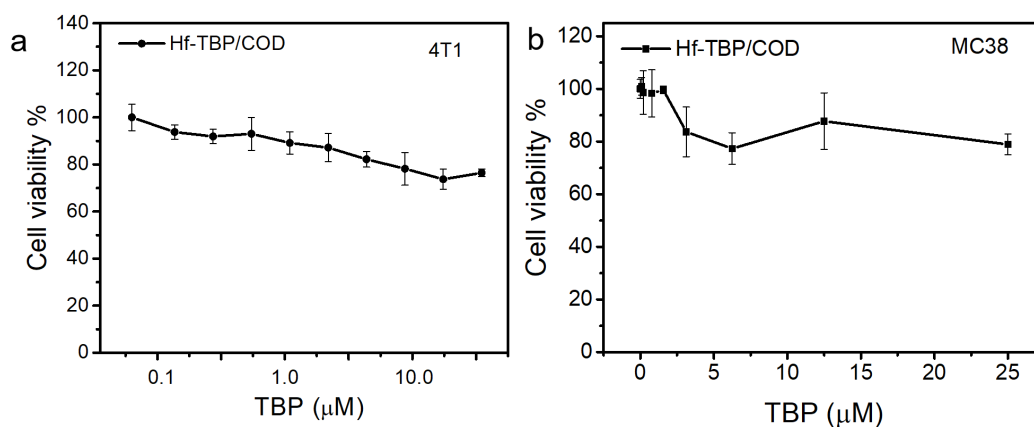 a
Hf-TBP/COD
4T1
Cell viability %
140
120
100
80
60
40
20
0
0.1 1.0 10.0
TBP (μM)
b
Hf-TBP/COD
MC38
Cell viability %
120
100
80
60
40
20
0
0 5 10 15 20 25
TBP (μM)